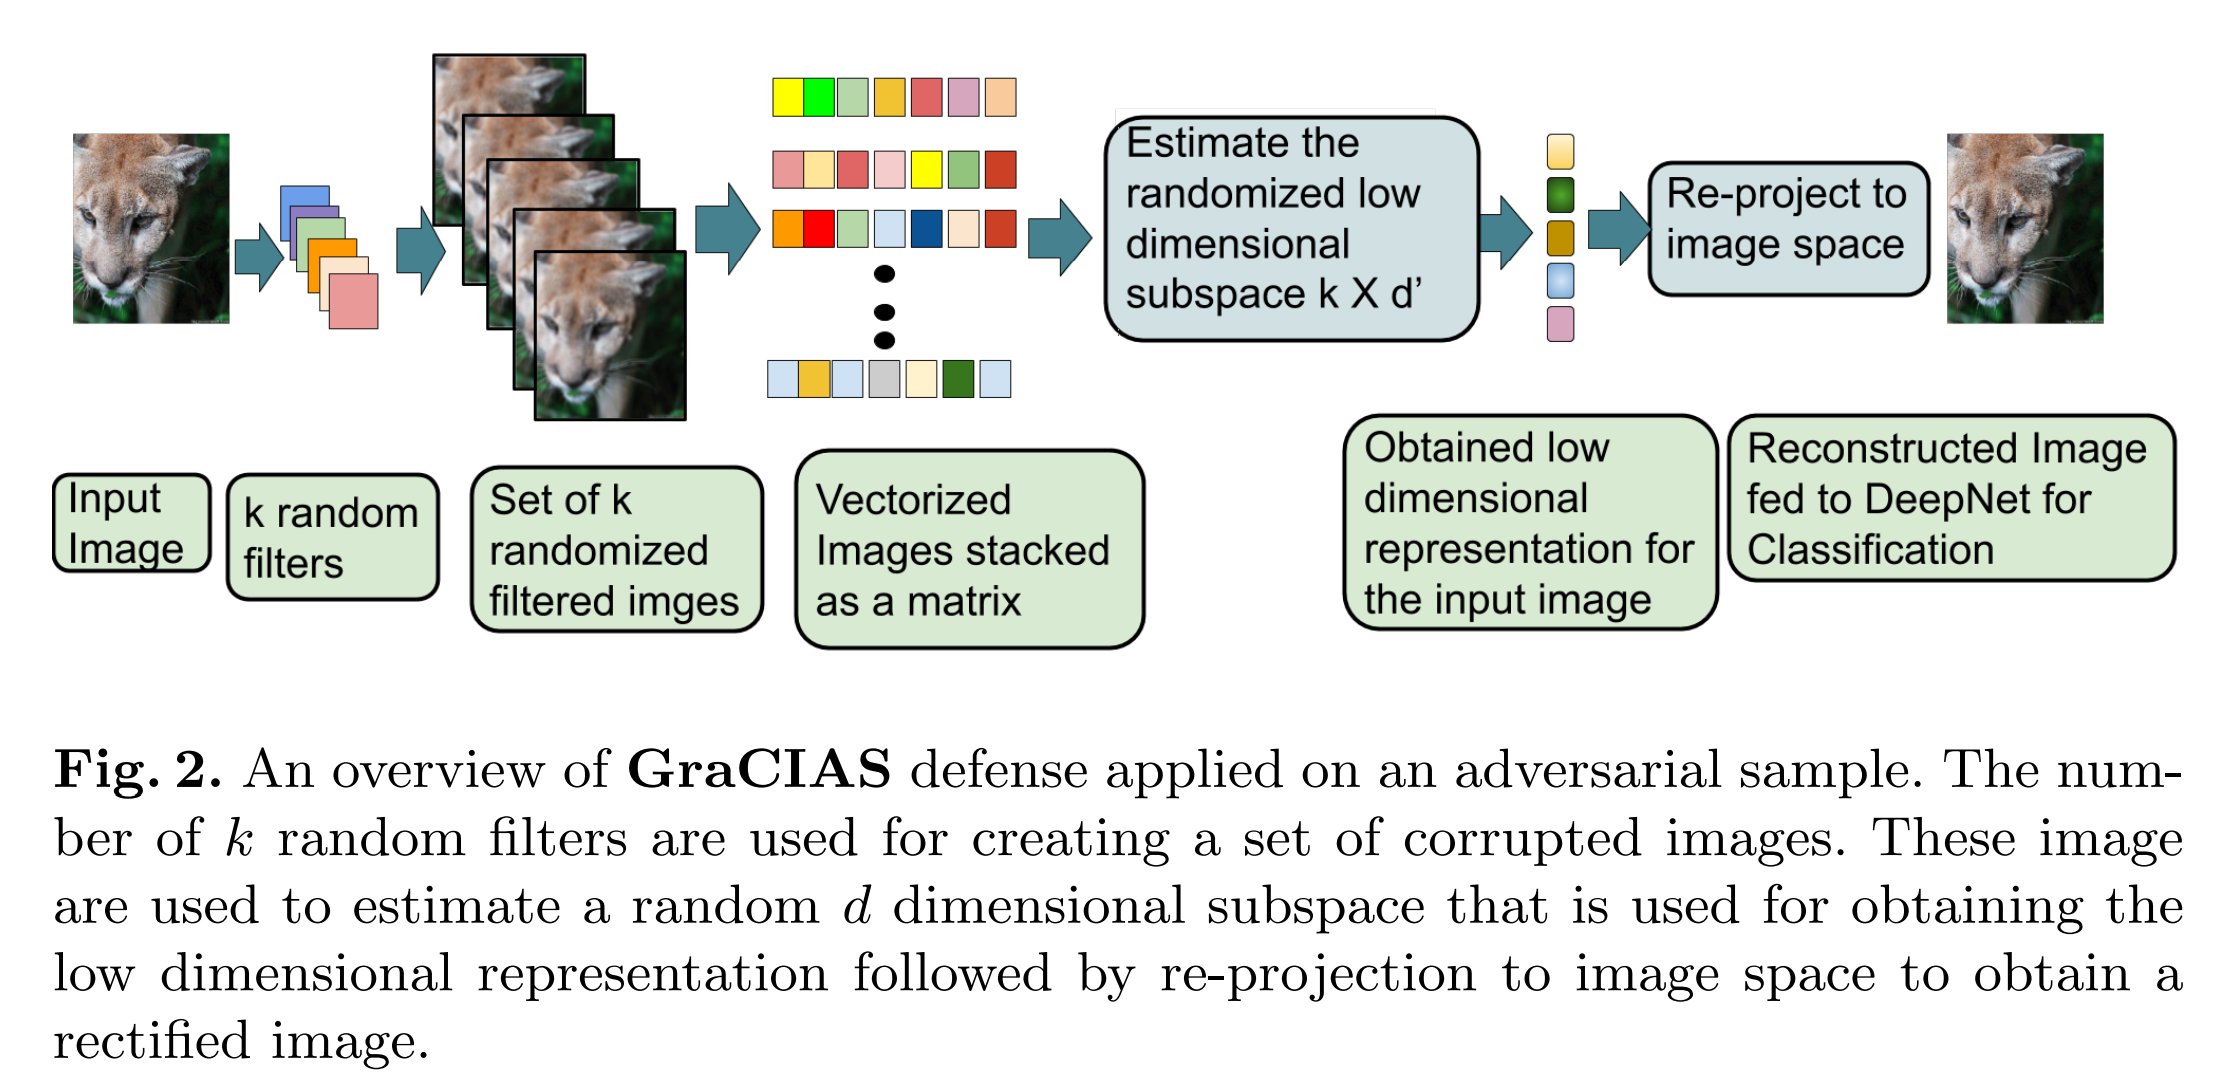 Estimate the
randomized low
dimensional
subspace k X d’
Re-project to
image space
Input
Image
k random
filters
Set of k
randomized
filtered imges
Vectorized
Images stacked
as a matrix
Obtained low
dimensional
representation for
the input image
Reconstructed Image
fed to DeepNet for
Classification
Fig. 2. An overview of GraCIAS defense applied on an adversarial sample. The num-
ber of k random filters are used for creating a set of corrupted images. These image
are used to estimate a random d dimensional subspace that is used for obtaining the
low dimensional representation followed by re-projection to image space to obtain a
rectified image.